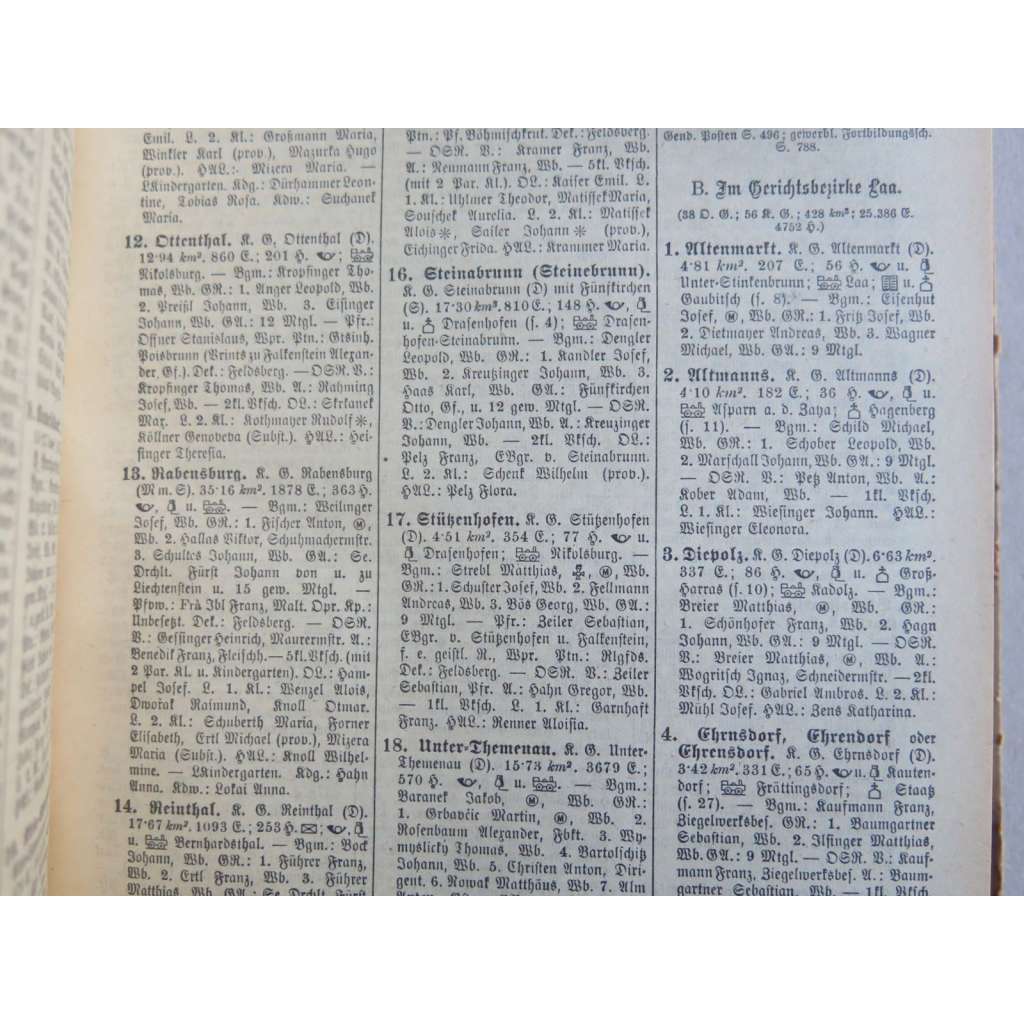 Emil. L. 2. Kl.: Großmann Maria,
Winkler Karl (prov.), Mazurka Hugo
(prov.). HAL.: Mizera Maria. —
LKindergarten. Kdg.: Dürhammer Leon-
tine, Tobias Rosa. Kdw.: Suchanek
Maria.
12. Ottenthal. K. G. Ottenthal (D).
12·94 km². 860 E.; 201 H.
Nikolsburg. — Bgm.: Kropfinger Tho-
mas, Wb. GR.: 1. Anger Leopold, Wb.
2. Preißl Johann, Wb. 3. Eisinger
Johann, Wb. GA.: 12 Mtgl. — Pfr.:
Offner Stanislaus, Wpr. Ptn.: Gtsinh.
Poisbrunn (Vrints zu Falkenstein Alexan-
der, Gf.). Dek.: Feldsberg. — OSR. V.:
Kropfinger Thomas, Wb. A.: Rahming
Josef, Wb. — 2kl. Vksch. OL.: Skrkanek
Max. L. 2. Kl.: Kothmayer Rudolf*,
Köllner Genoveva (Subst.). HAL.: Hei-
singer Theresia.
13. Rabensburg. K. G. Rabensburg
(M m. S). 35·16 km². 1878 E.; 363 H.
, u. . — Bgm.: Weilinger
Josef, Wb. GR.: 1. Fischer Anton, (M),
Wb. 2. Hallas Viktor, Schuhmachermstr.
3. Schultes Johann, Wb. GA.: Se.
Drchlt. Fürst Johann von u. zu
Liechtenstein u. 15 gew. Mtgl. —
Pfvw.: Frà Ibl Franz, Malt. Opr. Kp.:
Unbesetzt. Dek.: Feldsberg. — OSR.
V.: Gessinger Heinrich, Maurermstr. A.:
Benedik Franz, Fleischh. — 5kl. Vksch. (mit
2 Par. Kl. u. Kindergarten). OL.: Ham-
pel Josef. L. 1. Kl.: Wenzel Alois,
Dwořak Raimund, Knoll Otmar.
L. 2. Kl.: Schuberth Maria, Forner
Elisabeth, Ertl Michael (prov.), Mizera
Maria (Subst.). HAL.: Knoll Wilhel-
mine. — LKindergarten. Kdg.: Hahn
Anna. Kdw.: Lokai Anna.
14. Reinthal. K. G. Reinthal (D).
17·67 km². 1093 E.; 253 H.
u. Bernhardsthal. — Bgm.: Bock
Johann, Wb. GR.: 1. Führer Franz,
Wb. 2. Ertl Franz, Wb. 3. Führer
Matthias, Wb. GA.: Se. Drchlt. Fürst
Ptn.: Pf. Böhmischkrut. Dek.: Feldsberg.
— OSR. V.: Kramer Franz, Wb.
A.: Neumann Franz, Wb. — 5kl. Vksch.
(mit 2 Par. Kl.). OL.: Kaiser Emil. L.
1. Kl.: Uhlmer Theodor, Matissek Maria,
Souschek Aurelia. L. 2. Kl.: Matissek
Alois*, Sailer Johann* (prov.),
Eichinger Frida. HAL.: Krammer Maria.
16. Steinabrunn (Steinebrunn).
K. G. Steinabrunn (D) mit Fünfkirchen
(S). 17·30 km². 810 E.; 148 H.
u. Drasenhofen (s. 4); Drasen-
hofen-Steinabrunn. — Bgm.: Dengler
Leopold, Wb. GR.: 1. Kandler Josef,
Wb. 2. Kreutzinger Johann, Wb. 3.
Haas Karl, Wb. GA.: Fünfkirchen
Otto, Gf., u. 12 gew. Mtgl. — OSR.
V.: Dengler Johann, Wb. A.: Kreuzinger
Johann, Wb. — 2kl. Vksch. OL.:
Pelz Franz, EBgr. v. Steinabrunn.
L. 2. Kl.: Schenk Wilhelm (prov.).
HAL.: Pelz Flora.
17. Stützenhofen. K. G. Stützenhofen
(D). 4·51 km². 354 E.; 77 H. u.
Drasenhofen; Nikolsburg. —
Bgm.: Strebl Matthias, (M), Wb.
GR.: 1. Schuster Josef, Wb. 2. Fellmann
Andreas, Wb. 3. Bös Georg, Wb. GA.:
9 Mtgl. — Pfr.: Zeiler Sebastian,
EBgr. v. Stützenhofen u. Falkenstein,
f. e. geistl. R., Wpr. Ptn.: Rlgfds.
Dek.: Feldsberg. — OSR. V.: Zeiler
Sebastian, Pfr. A.: Hahn Gregor, Wb.
— 1kl. Vksch. L. 1. Kl.: Garnhaft
Franz. HAL.: Renner Aloisia.
18. Unter-Themenau. K. G. Unter-
Themenau (D). 15·73 km². 3679 E.;
570 H. , u. . — Bgm.:
Baranek Jakob, (M), Wb. GR.:
1. Grbavčic Martin, (M), Wb. 2.
Rosenbaum Alexander, Fbkt. 3. Wy-
myslický Thomas, Wb. 4. Bartoschitz
Johann, Wb. 5. Christen Anton, Diri-
gent. 6. Nowak Matthäus, Wb. 7. Alm
Gend. Posten S. 496; gewerbl. Fortbildungssch.
S. 788.
B. Im Gerichtsbezirke Laa.
(38 O. G.; 56 K. G.; 428 km²; 25.386 E.
4752 H.)
1. Altenmarkt. K. G. Altenmarkt (D).
4·81 km². 207 E.; 56 H. u.
Unter-Stinkenbrunn; Laa; u.
Gaubitsch (s. 8). — Bgm.: Eisenhut
Josef, (M), Wb. GR.: 1. Fritz Josef, Wb.
2. Dietmayer Andreas, Wb. 3. Wagner
Michael, Wb. GA.: 9 Mtgl.
2. Altmanns. K. G. Altmanns (D).
4·10 km². 182 E.; 36 H. , u.
Asparn a. d. Zaya; Hagenberg
(s. 11). — Bgm.: Schild Michael,
Wb. GR.: 1. Schober Leopold, Wb.
2. Marschall Johann, Wb. GA.: 9 Mtgl.
— OSR. V.: Petz Anton, Wb. A.:
Kober Adam, Wb. — 1kl. Vksch.
L. 1. Kl.: Wiesinger Johann. HAL.:
Wiesinger Eleonora.
3. Diepolz. K. G. Diepolz (D). 6·63 km².
337 E.; 86 H. , u. Groß-
Harras (s. 10); Kadolz. — Bgm.:
Breier Matthias, (M), Wb. GR.:
1. Schönhofer Franz, Wb. 2. Hagn
Johann, Wb. GA.: 9 Mtgl. — OSR.
V.: Breier Matthias, (M), Wb. A.:
Wogritsch Ignaz, Schneidermstr. — 2kl.
Vksch. OL.: Gabriel Ambros. L. 2. Kl.:
Mühl Josef. HAL.: Zens Katharina.
4. Ehrnsdorf, Ehrendorf oder
Ehrensdorf. K. G. Ehrnsdorf (D).
3·42 km². 331 E.; 65 H. u. Kauten-
dorf; Frättingsdorf; Staatz
(s. 27). — Bgm.: Kaufmann Franz,
Ziegelwerksbes. GR.: 1. Baumgartner
Sebastian, Wb. 2. Ilsinger Matthias,
Wb. GA.: 9 Mtgl. — OSR. V.: Kauf-
mann Franz, Ziegelwerksbes. A.: Baum-
gartner Sebastian, Wb. — 1kl. Vksch.